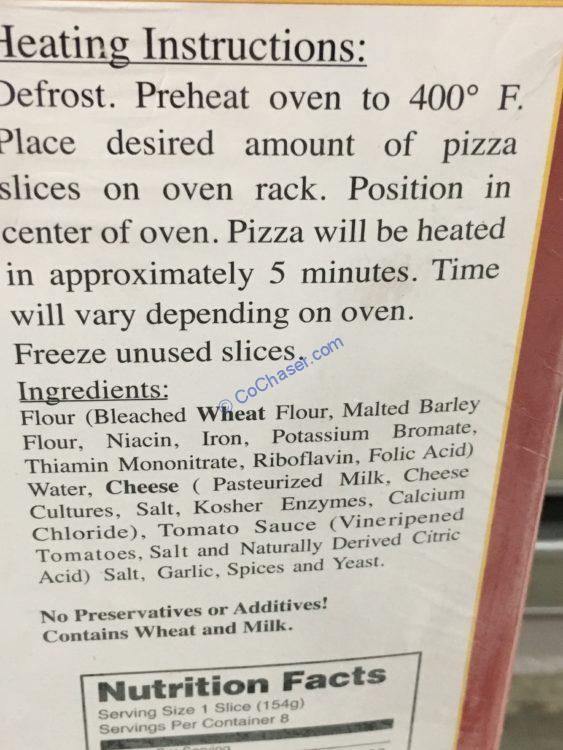 Heating Instructions:
Defrost. Preheat oven to 400° F.
Place desired amount of pizza
slices on oven rack. Position in
center of oven. Pizza will be heated
in approximately 5 minutes. Time
will vary depending on oven.
Freeze unused slices.
© CoChaser.com
Ingredients:
Flour (Bleached Wheat Flour, Malted Barley
Flour, Niacin, Iron, Potassium Bromate,
Thiamin Mononitrate, Riboflavin, Folic Acid)
Water, Cheese ( Pasteurized Milk, Cheese
Cultures, Salt, Kosher Enzymes, Calcium
Chloride), Tomato Sauce (Vineripened
Tomatoes, Salt and Naturally Derived Citric
Acid) Salt, Garlic, Spices and Yeast.
No Preservatives or Additives!
Contains Wheat and Milk.
Nutrition Facts
Serving Size 1 Slice (154g)
Servings Per Container 8